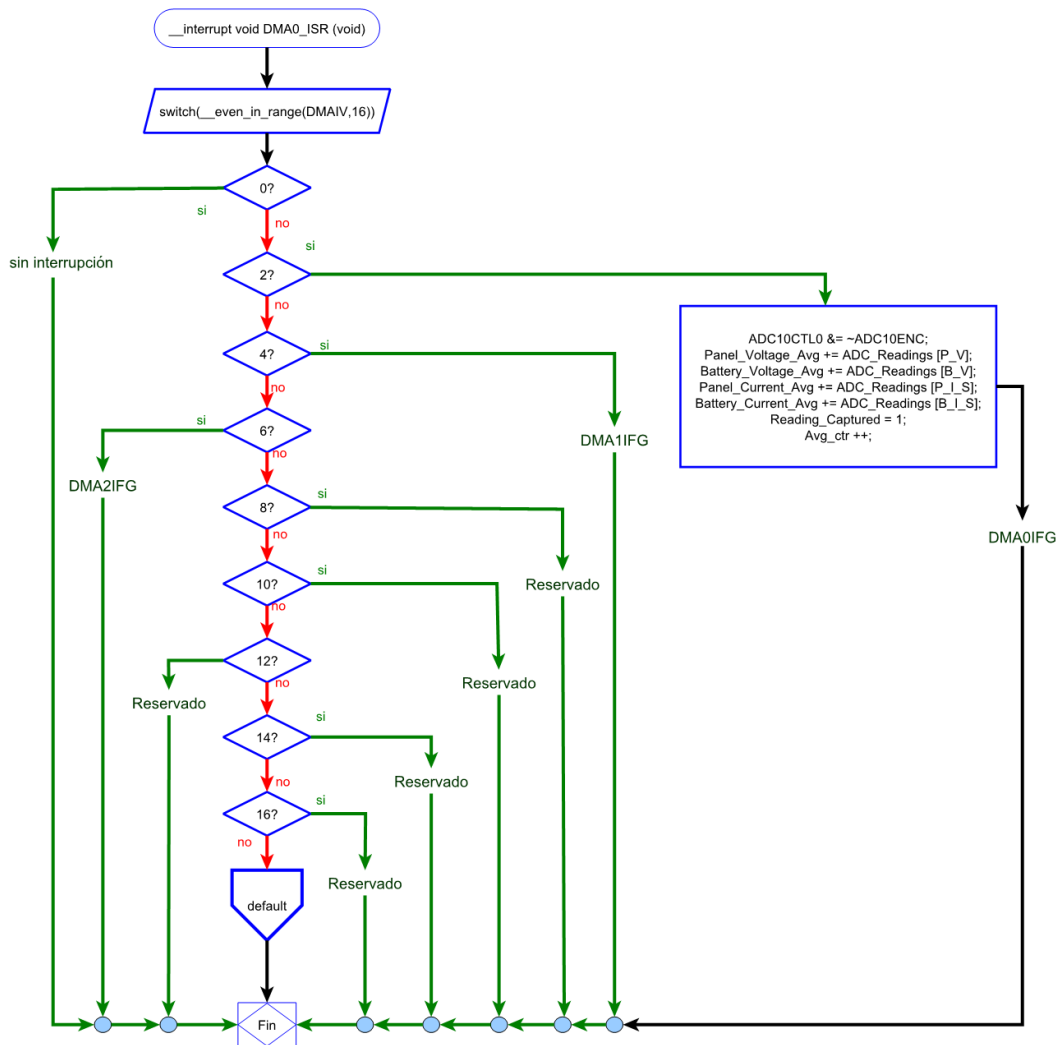 __interrupt void DMA0_ISR (void)
switch(__even_in_range(DMAIV,16))
0?
si
no
sin interrupción
si
2?
no
ADC10CTL0 &= ~ADC10ENC;
Panel_Voltage_Avg += ADC_Readings [P_V];
Battery_Voltage_Avg += ADC_Readings [B_V];
Panel_Current_Avg += ADC_Readings [P_I_S];
Battery_Current_Avg += ADC_Readings [B_I_S];
Reading_Captured = 1;
Avg_ctr ++;
4?
si
no
6?
si
no
DMA1IFG
DMA2IFG
8?
si
no
DMA0IFG
10?
si
no
Reservado
12?
no
Reservado
Reservado
14?
si
no
Reservado
16?
si
no
Reservado
default
Fin